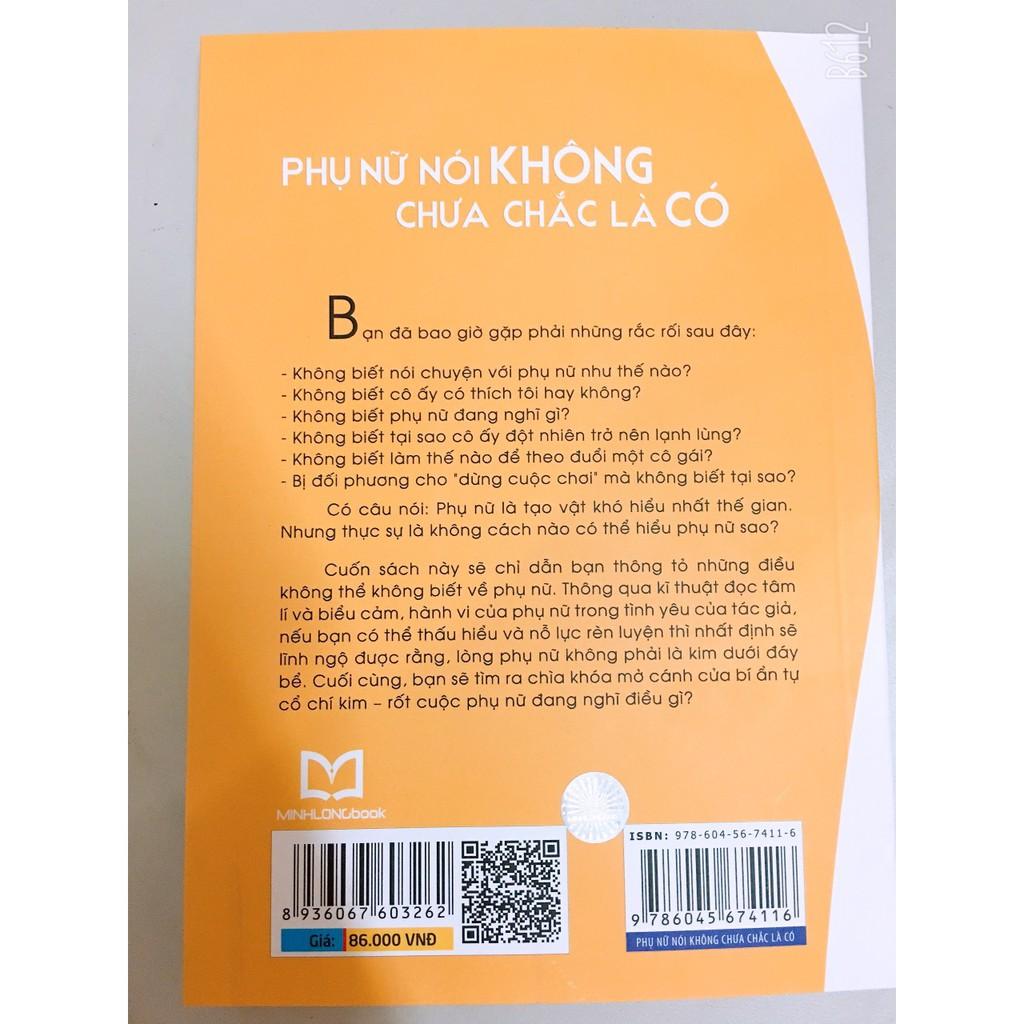 B612
PHỤ NỮ NÓI KHÔNG
CHƯA CHẮC LÀ CÓ
Bạn đã bao giờ gặp phải những rắc rối sau đây:
- Không biết nói chuyện với phụ nữ như thế nào?
- Không biết cô ấy có thích tôi hay không?
- Không biết phụ nữ đang nghĩ gì?
- Không biết tại sao cô ấy đột nhiên trở nên lạnh lùng?
- Không biết làm thế nào để theo đuổi một cô gái?
- Bị đối phương cho "dừng cuộc chơi" mà không biết tại sao?
Có câu nói: Phụ nữ là tạo vật khó hiểu nhất thế gian.
Nhưng thực sự là không cách nào có thể hiểu phụ nữ sao?
Cuốn sách này sẽ chỉ dẫn bạn thông tỏ những điều
không thể không biết về phụ nữ. Thông qua kĩ thuật đọc tâm
lí và biểu cảm, hành vi của phụ nữ trong tình yêu của tác giả,
nếu bạn có thể thấu hiểu và nỗ lực rèn luyện thì nhất định sẽ
lĩnh ngộ được rằng, lòng phụ nữ không phải là kim dưới đáy
bể. Cuối cùng, bạn sẽ tìm ra chìa khóa mở cánh cửa bí ẩn tự
cổ chí kim – rốt cuộc phụ nữ đang nghĩ điều gì?
MINHLONGbook
ISBN: 978-604-56-7411-6
8 936067 603262
9 786045 674116
Giá: 86.000 VNĐ
PHỤ NỮ NÓI KHÔNG CHƯA CHẮC LÀ CÓ